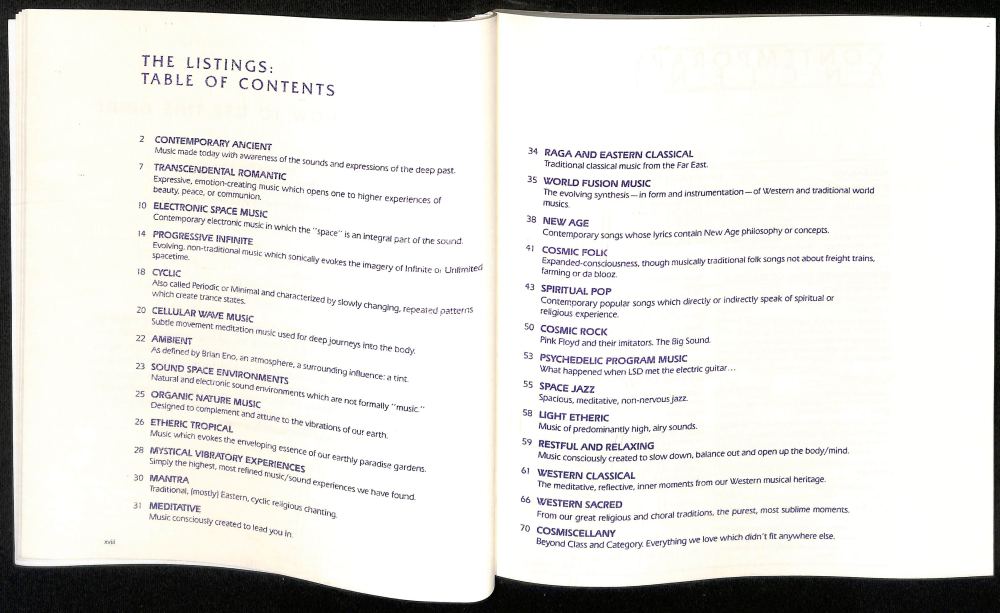 THE LISTINGS:
TABLE OF CONTENTS
2 CONTEMPORARY ANCIENT
Music made today with awareness of the sounds and expressions of the deep past.
7 TRANSCENDENTAL ROMANTIC
Expressive, emotion-creating music which opens one to higher experiences of
beauty, peace, or communion.
10 ELECTRONIC SPACE MUSIC
Contemporary electronic music in which the "space" is an integral part of the sound.
14 PROGRESSIVE INFINITE
Evolving, non-traditional music which sonically evokes the imagery of Infinite or Unlimited
spacetime.
18 CYCLIC
Also called Periodic or Minimal and characterized by slowly changing, repeated patterns
which create trance states.
20 CELLULAR WAVE MUSIC
Subtle movement meditation music used for deep journeys into the body.
22 AMBIENT
As defined by Brian Eno, an atmosphere, a surrounding influence: a tint.
23 SOUND SPACE ENVIRONMENTS
Natural and electronic sound environments which are not formally "music."
25 ORGANIC NATURE MUSIC
Designed to complement and attune to the vibrations of our earth.
26 ETHERIC TROPICAL
Music which evokes the enveloping essence of our earthly paradise gardens.
28 MYSTICAL VIBRATORY EXPERIENCES
Simply the highest, most refined music/sound experiences we have found.
30 MANTRA
Traditional, (mostly) Eastern, cyclic religious chanting.
31 MEDITATIVE
Music consciously created to lead you in.
xviii
34 RAGA AND EASTERN CLASSICAL
Traditional classical music from the Far East.
35 WORLD FUSION MUSIC
The evolving synthesis—in form and instrumentation—of Western and traditional world
musics.
38 NEW AGE
Contemporary songs whose lyrics contain New Age philosophy or concepts.
41 COSMIC FOLK
Expanded-consciousness, though musically traditional folk songs not about freight trains,
farming or da blooz.
43 SPIRITUAL POP
Contemporary popular songs which directly or indirectly speak of spiritual or
religious experience.
50 COSMIC ROCK
Pink Floyd and their imitators. The Big Sound.
53 PSYCHEDELIC PROGRAM MUSIC
What happened when LSD met the electric guitar...
55 SPACE JAZZ
Spacious, meditative, non-nervous jazz.
58 LIGHT ETHERIC
Music of predominantly high, airy sounds.
59 RESTFUL AND RELAXING
Music consciously created to slow down, balance out and open up the body/mind.
61 WESTERN CLASSICAL
The meditative, reflective, inner moments from our Western musical heritage.
66 WESTERN SACRED
From our great religious and choral traditions, the purest, most sublime moments.
70 COSMISCELLANY
Beyond Class and Category. Everything we love which didn't fit anywhere else.